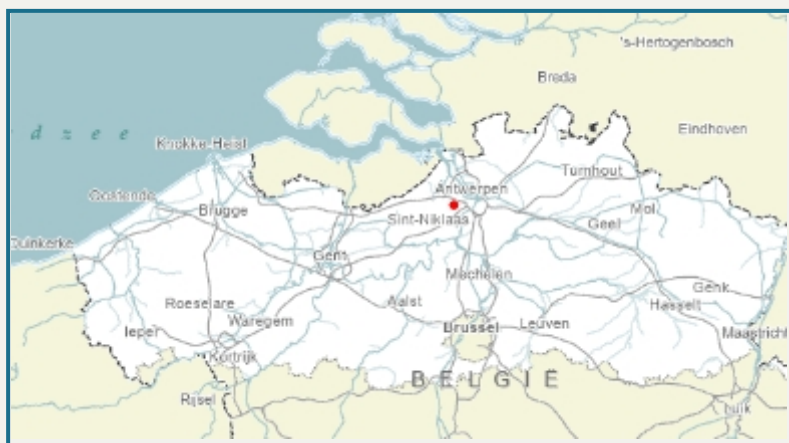 's-Hertogenbosch
Breda
d z e e
Eindhoven
Knokke-Heist
Turnhout
Antwerpen
Oostende
Mol
Brugge
Sint-Niklaas
Geel
Duinkerke
Gent
Mechelen
Genk
Roeselare
Aalst
Hasselt
Waregem
Brussel
Leuven
Ieper
Maastricht
Kortrijk
BELGIË
Rijsel
Luik